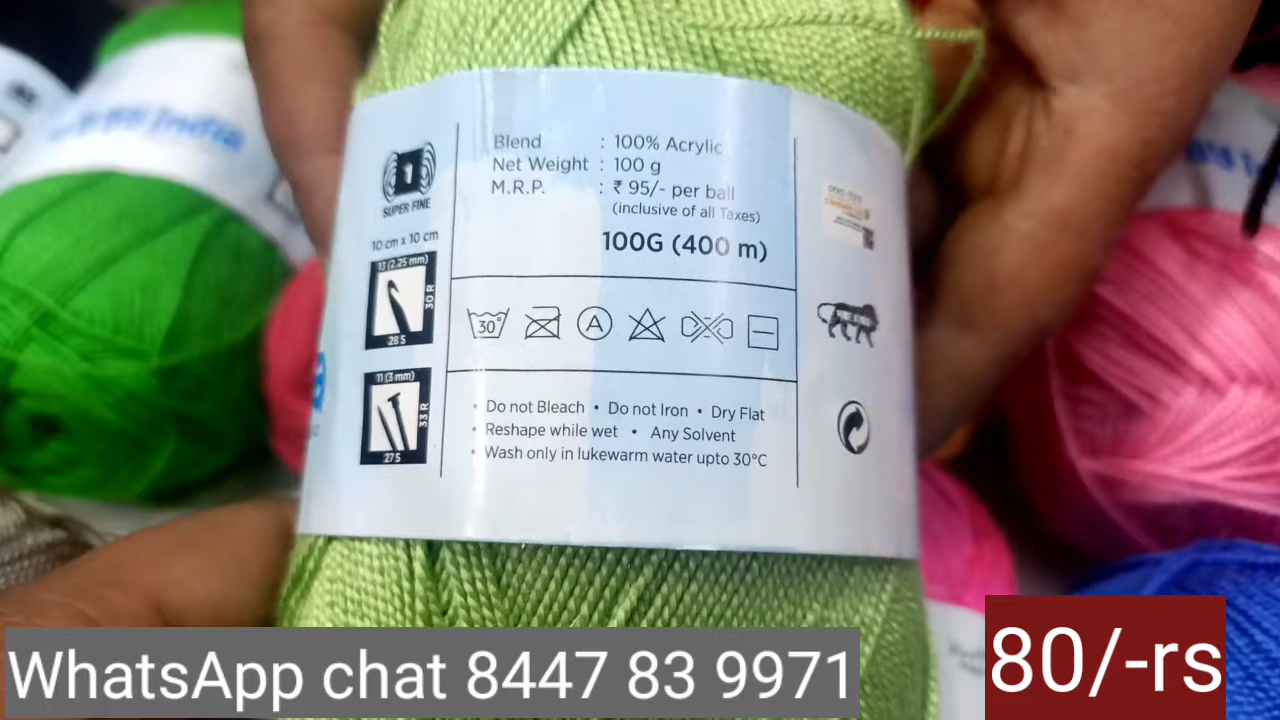 India
1
SUPER FINE
10 cm x 10 cm
13 (2.25 mm)
30 R
28 S
11 (3 mm)
33 R
27 S
Blend : 100% Acrylic
Net Weight : 100 g
M.R.P. : ₹ 95/- per ball
(inclusive of all Taxes)
100G (400 m)
30°
A
• Do not Bleach • Do not Iron • Dry Flat
• Reshape while wet • Any Solvent
• Wash only in lukewarm water upto 30°C
WhatsApp chat 8447 83 9971
80/-rs